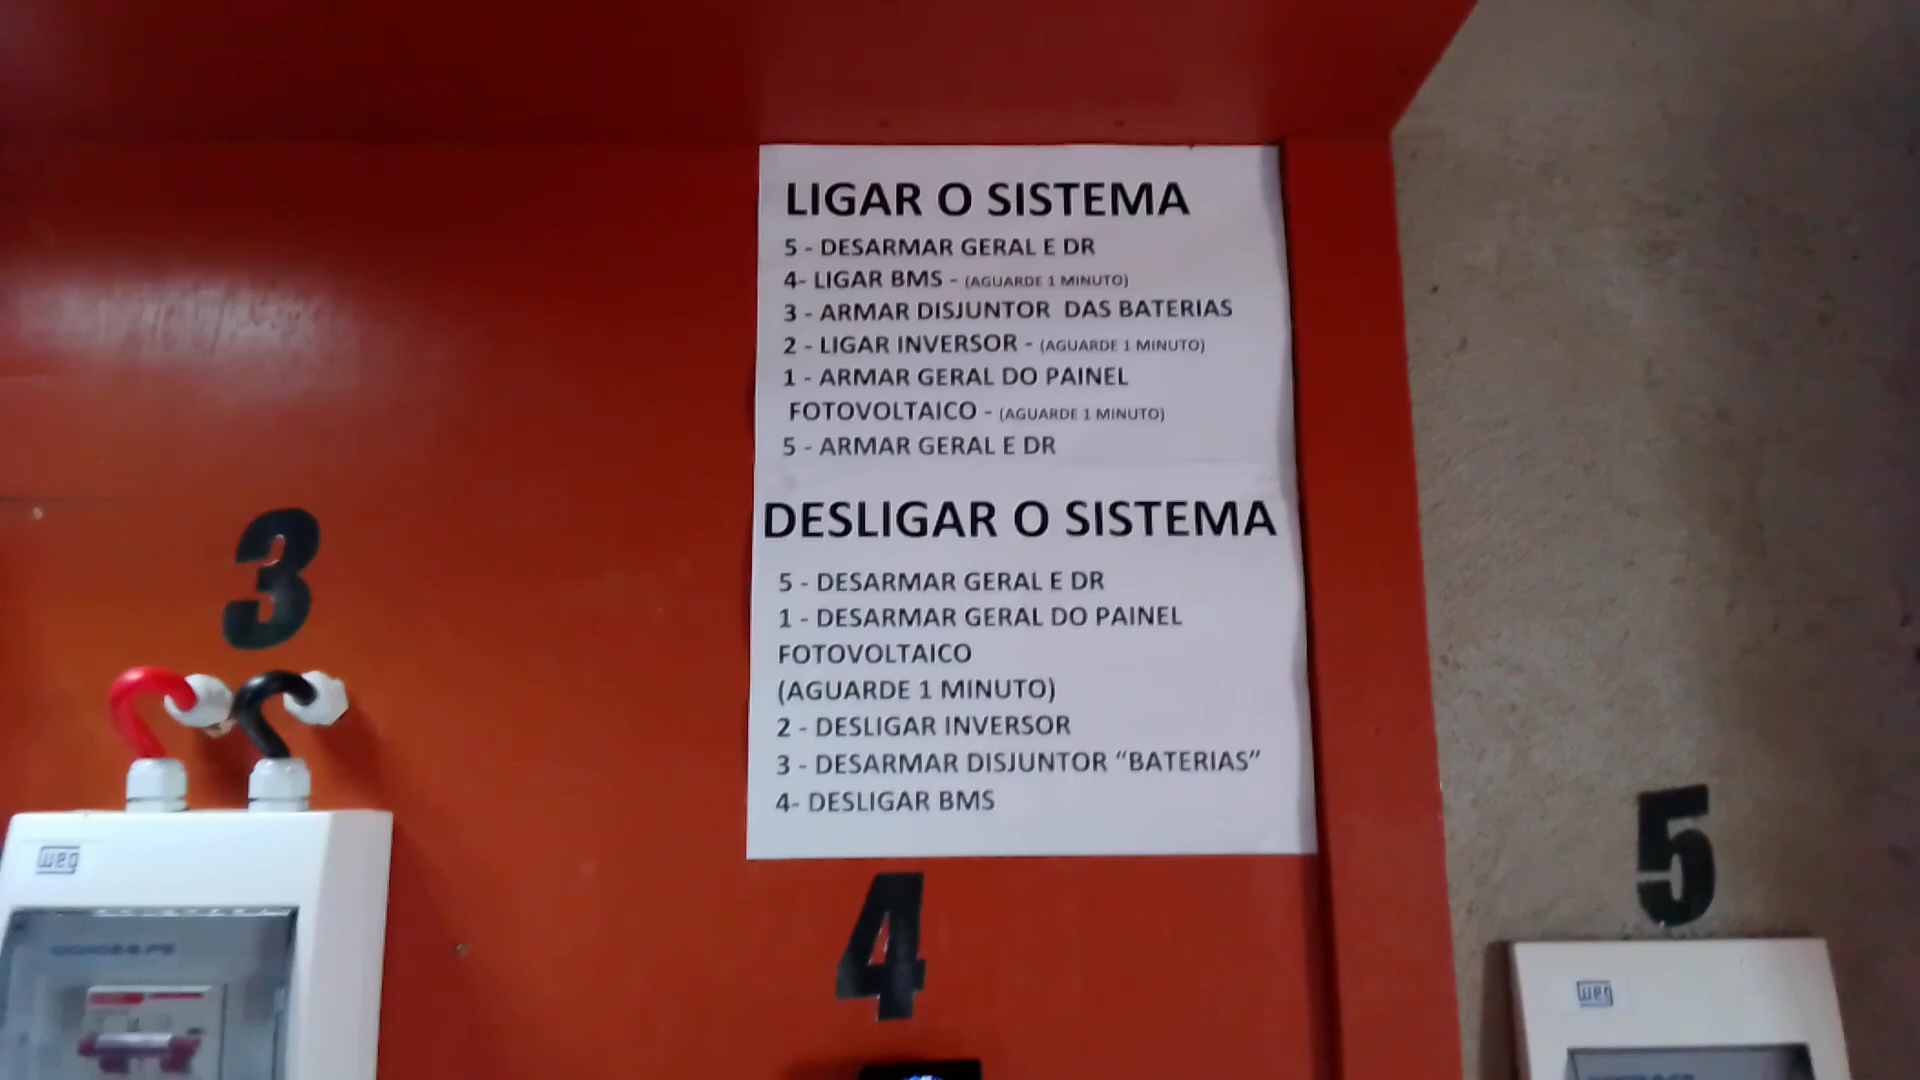 LIGAR O SISTEMA
5 - DESARMAR GERAL E DR
4- LIGAR BMS - (AGUARDE 1 MINUTO)
3 - ARMAR DISJUNTOR DAS BATERIAS
2 - LIGAR INVERSOR - (AGUARDE 1 MINUTO)
1 - ARMAR GERAL DO PAINEL
FOTOVOLTAICO - (AGUARDE 1 MINUTO)
5 - ARMAR GERAL E DR
DESLIGAR O SISTEMA
5 - DESARMAR GERAL E DR
1 - DESARMAR GERAL DO PAINEL
FOTOVOLTAICO
(AGUARDE 1 MINUTO)
2 - DESLIGAR INVERSOR
3 - DESARMAR DISJUNTOR “BATERIAS”
4- DESLIGAR BMS
3
weg
4
5
weg